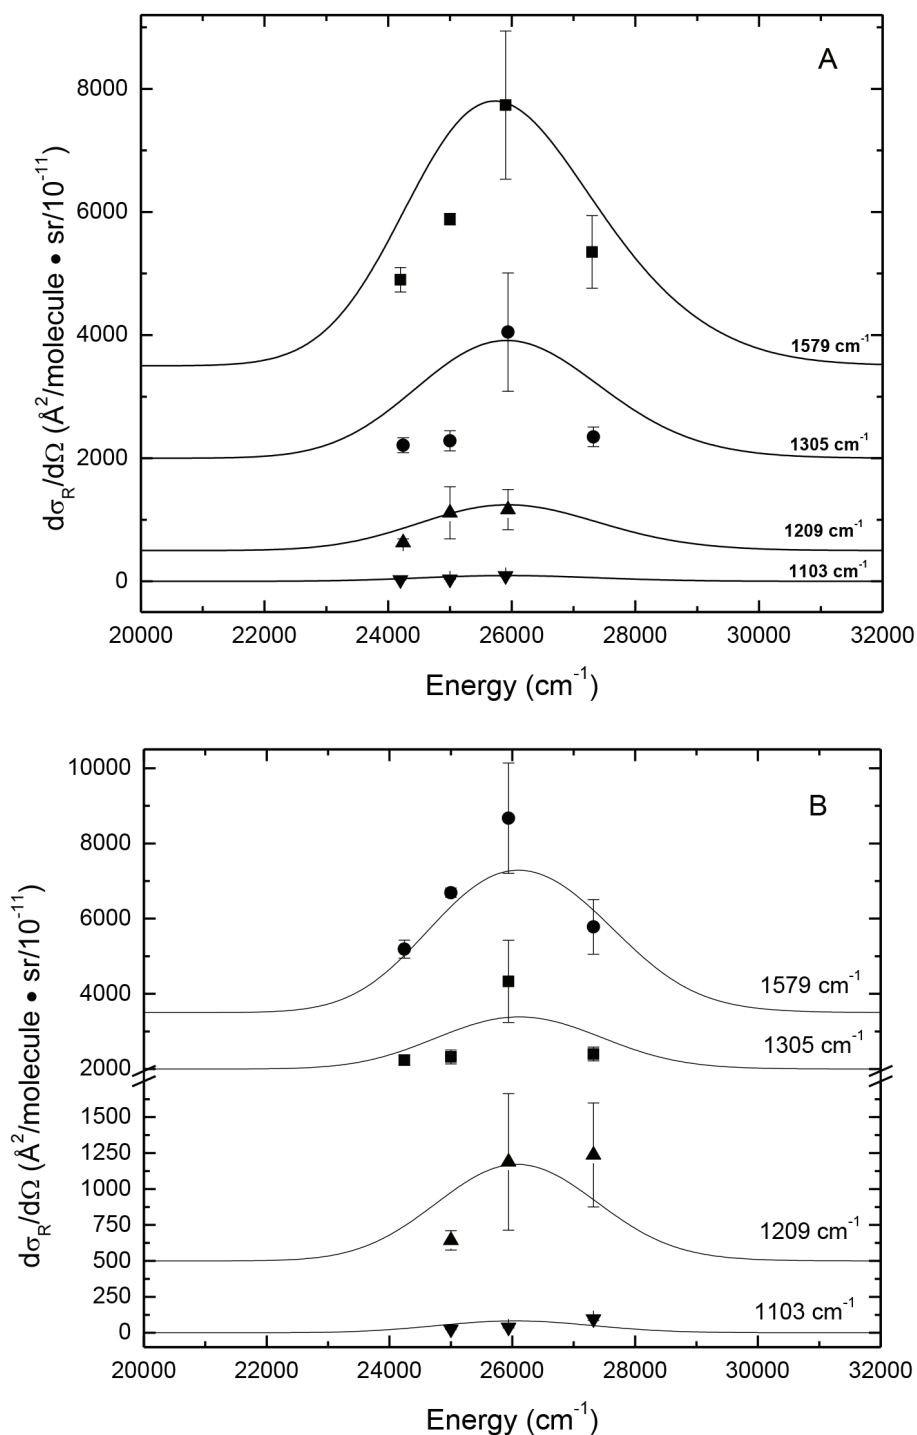 A
8000
6000
4000
2000
0
dσR/dΩ (Å²/molecule • sr/10⁻¹¹)
1579 cm⁻¹
1305 cm⁻¹
1209 cm⁻¹
1103 cm⁻¹
20000 22000 24000 26000 28000 30000 32000
Energy (cm⁻¹)
B
10000
8000
6000
4000
2000
1500
1250
1000
750
500
250
0
dσR/dΩ (Å²/molecule • sr/10⁻¹¹)
1579 cm⁻¹
1305 cm⁻¹
1209 cm⁻¹
1103 cm⁻¹
20000 22000 24000 26000 28000 30000 32000
Energy (cm⁻¹)